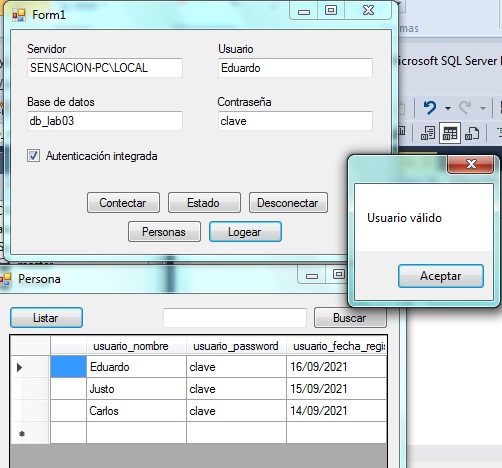 Form1
Servidor
Usuario
SENSACION-PC\LOCAL
Eduardo
Base de datos
Contraseña
db_lab03
clave
Autenticación integrada
Contectar
Estado
Desconectar
Personas
Logear
mas
icrosoft SQL Server
Usuario válido
Aceptar
master
Persona
Listar
Buscar
usuario_nombre usuario_password usuario_fecha_regis
Eduardo clave 16/09/2021
Justo clave 15/09/2021
Carlos clave 14/09/2021